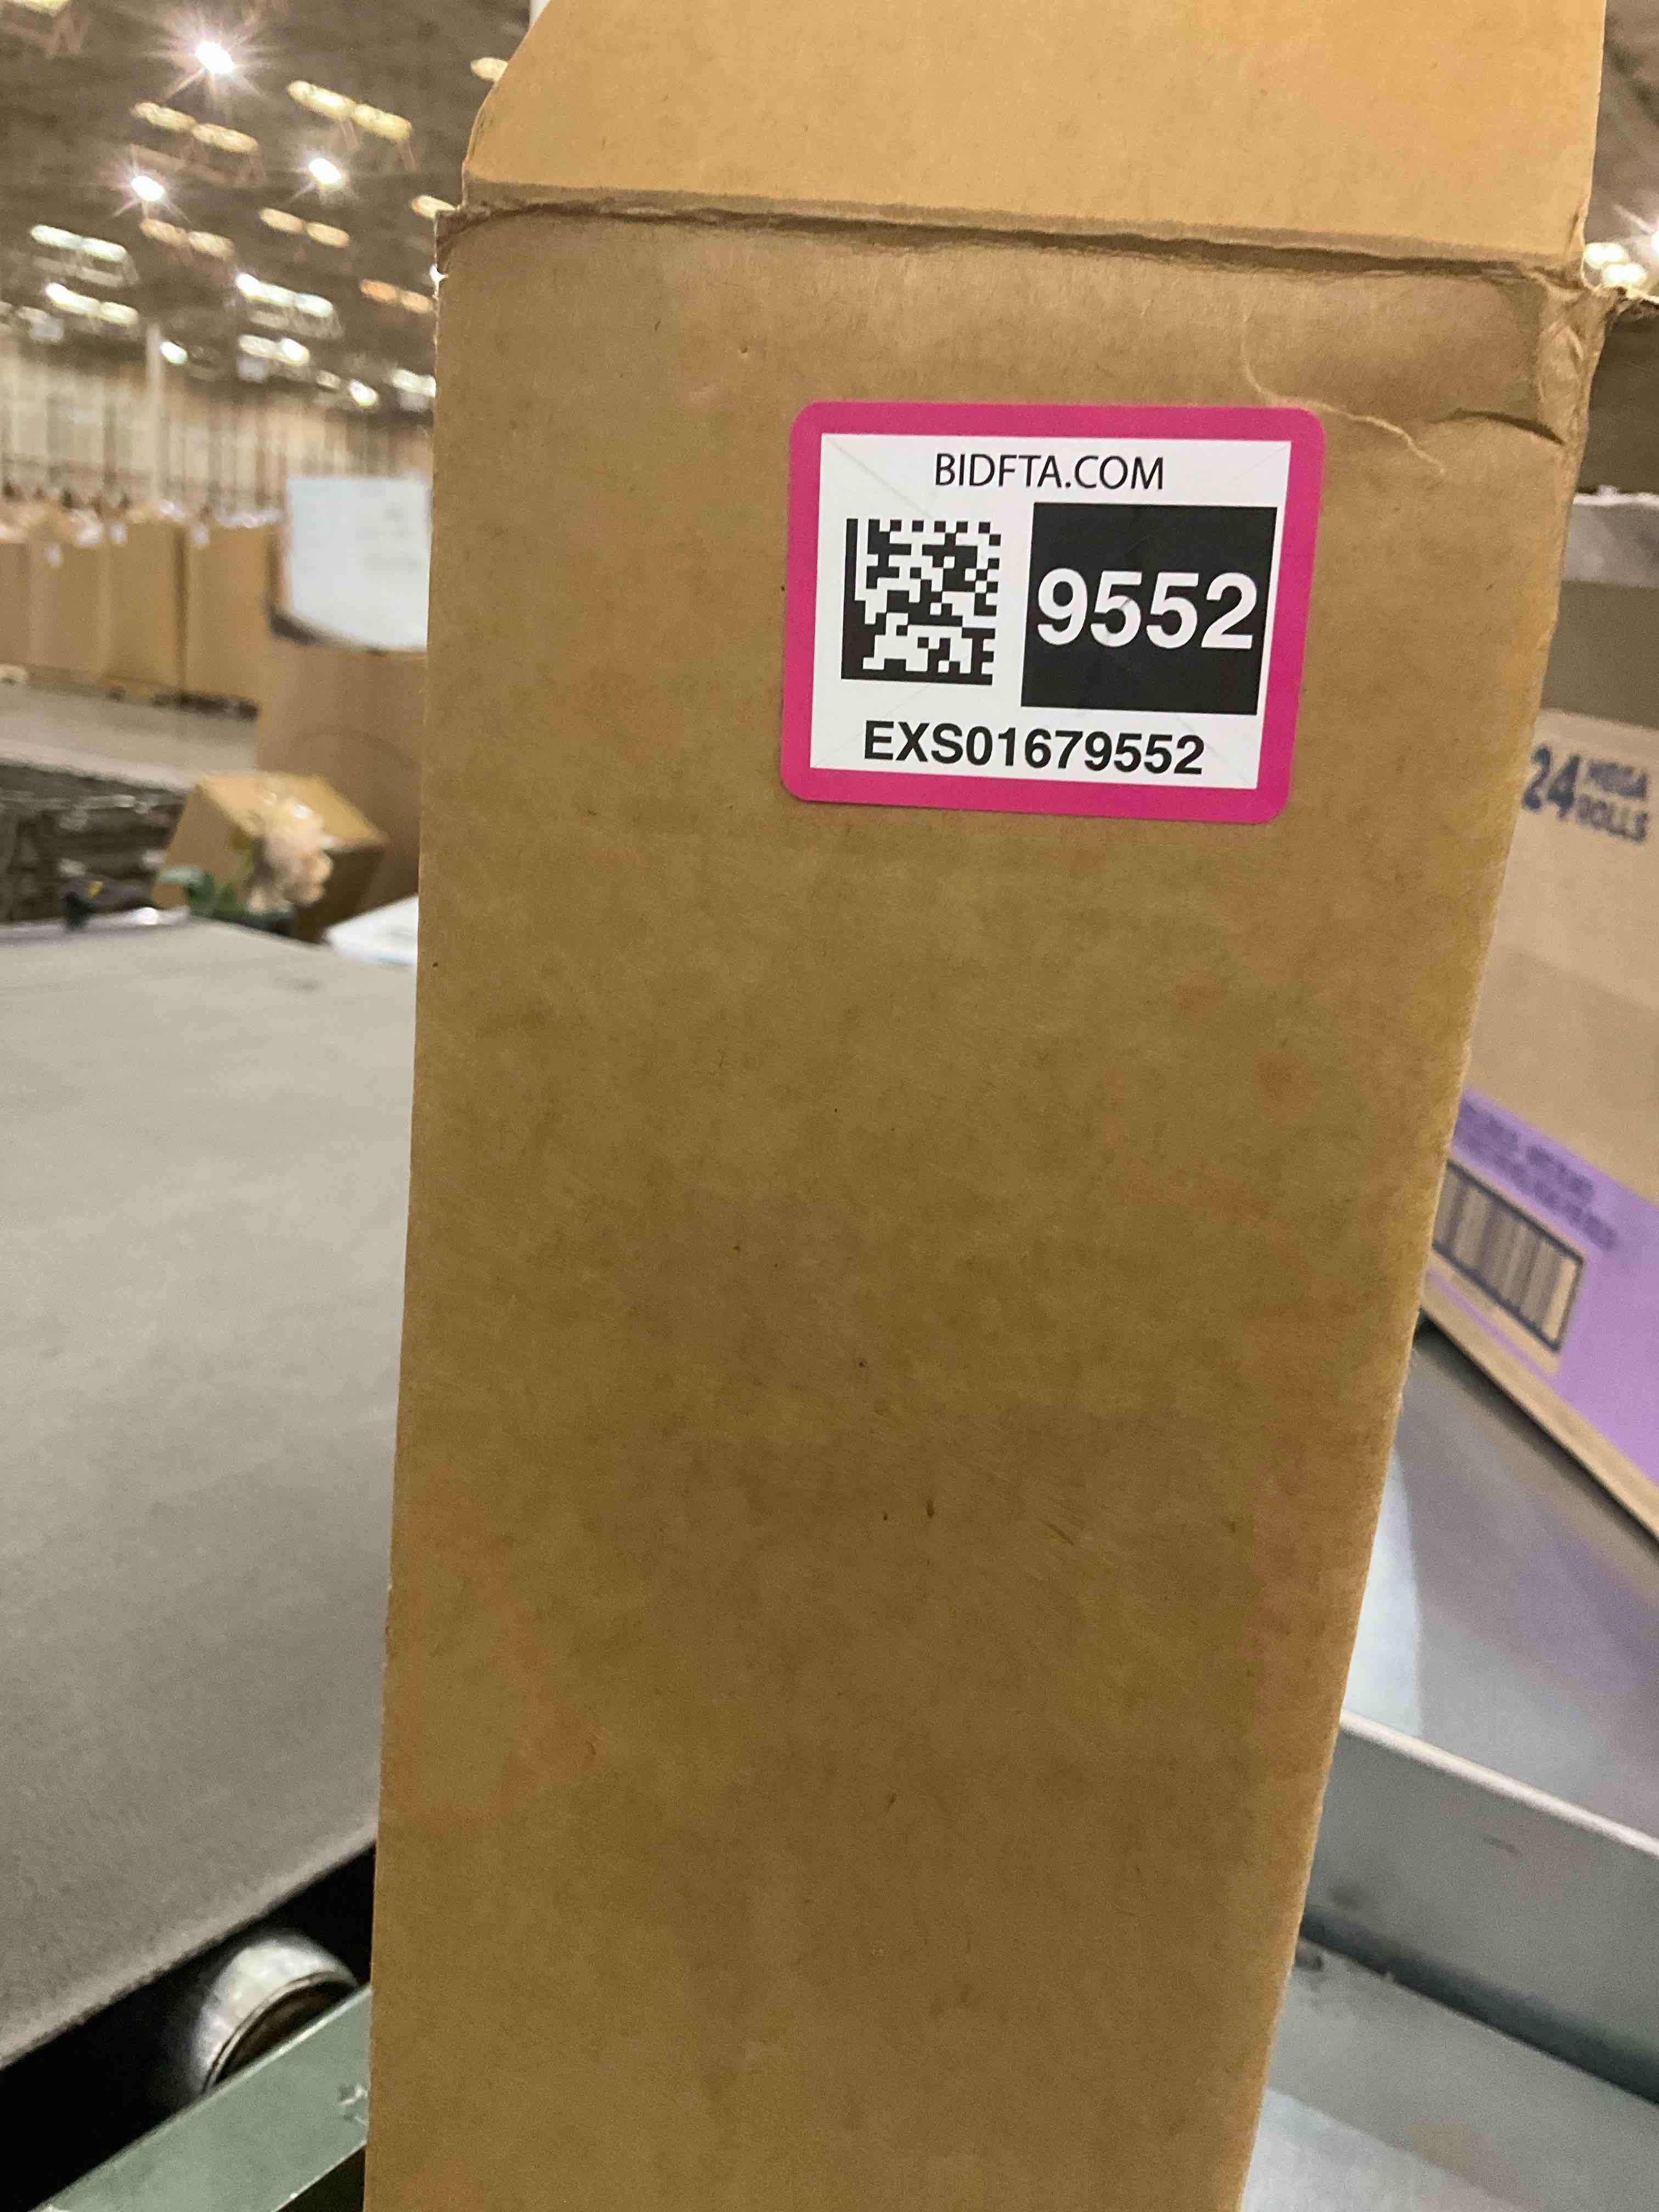 BIDFTA.COM
9552
EXS01679552
24 MEGA
ROLLS